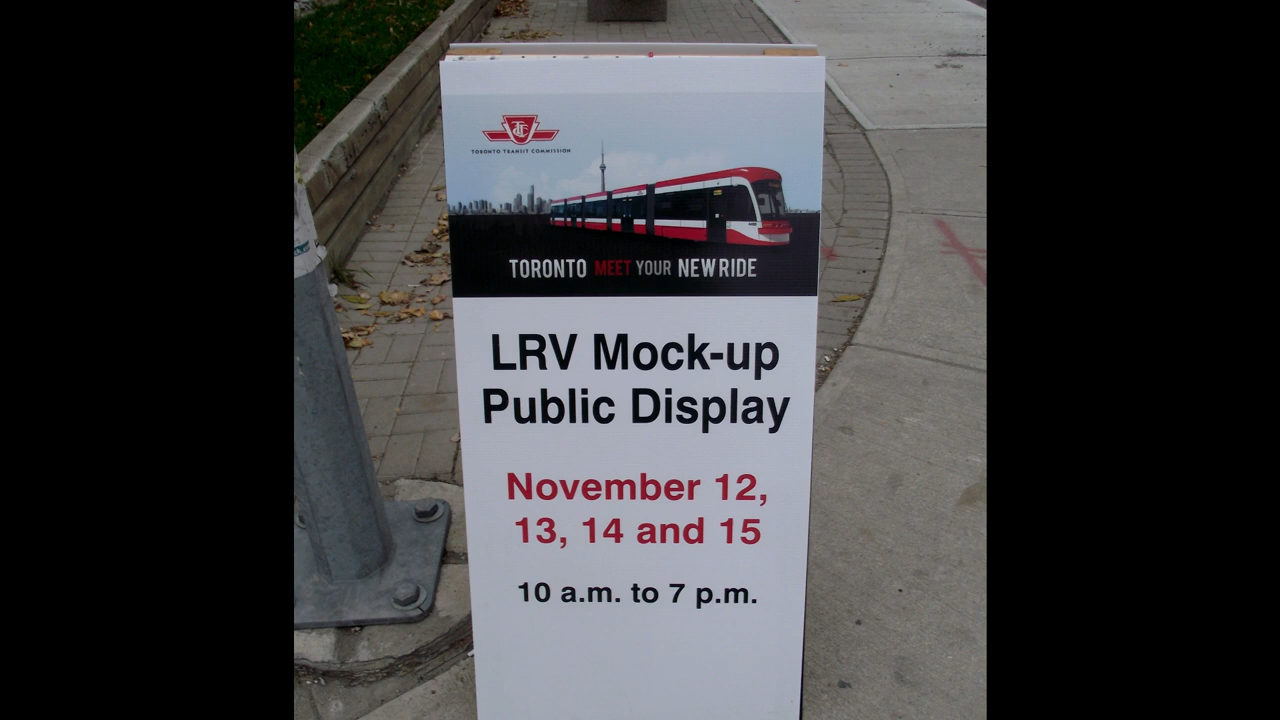 TTC
TORONTO TRANSIT COMMISSION
TORONTO MEET YOUR NEW RIDE
LRV Mock-up
Public Display
November 12,
13, 14 and 15
10 a.m. to 7 p.m.